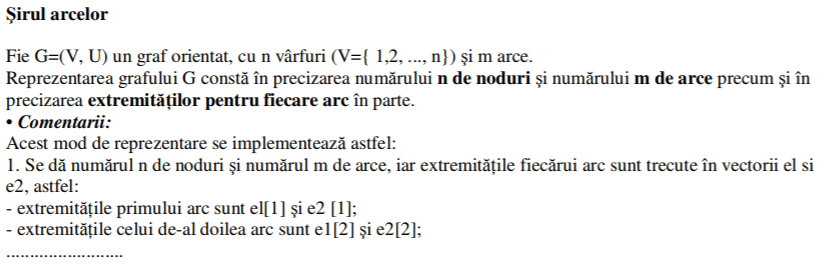 Şirul arcelor
Fie G=(V, U) un graf orientat, cu n vârfuri (V={ 1,2, ..., n}) şi m arce.
Reprezentarea grafului G constă în precizarea numărului n de noduri şi numărului m de arce precum şi în
precizarea extremităţilor pentru fiecare arc în parte.
• Comentarii:
Acest mod de reprezentare se implementează astfel:
1. Se dă numărul n de noduri şi numărul m de arce, iar extremităţile fiecărui arc sunt trecute în vectorii el si
e2, astfel:
- extremităţile primului arc sunt el[1] şi e2 [1];
- extremităţile celui de-al doilea arc sunt e1[2] şi e2[2];
.........................